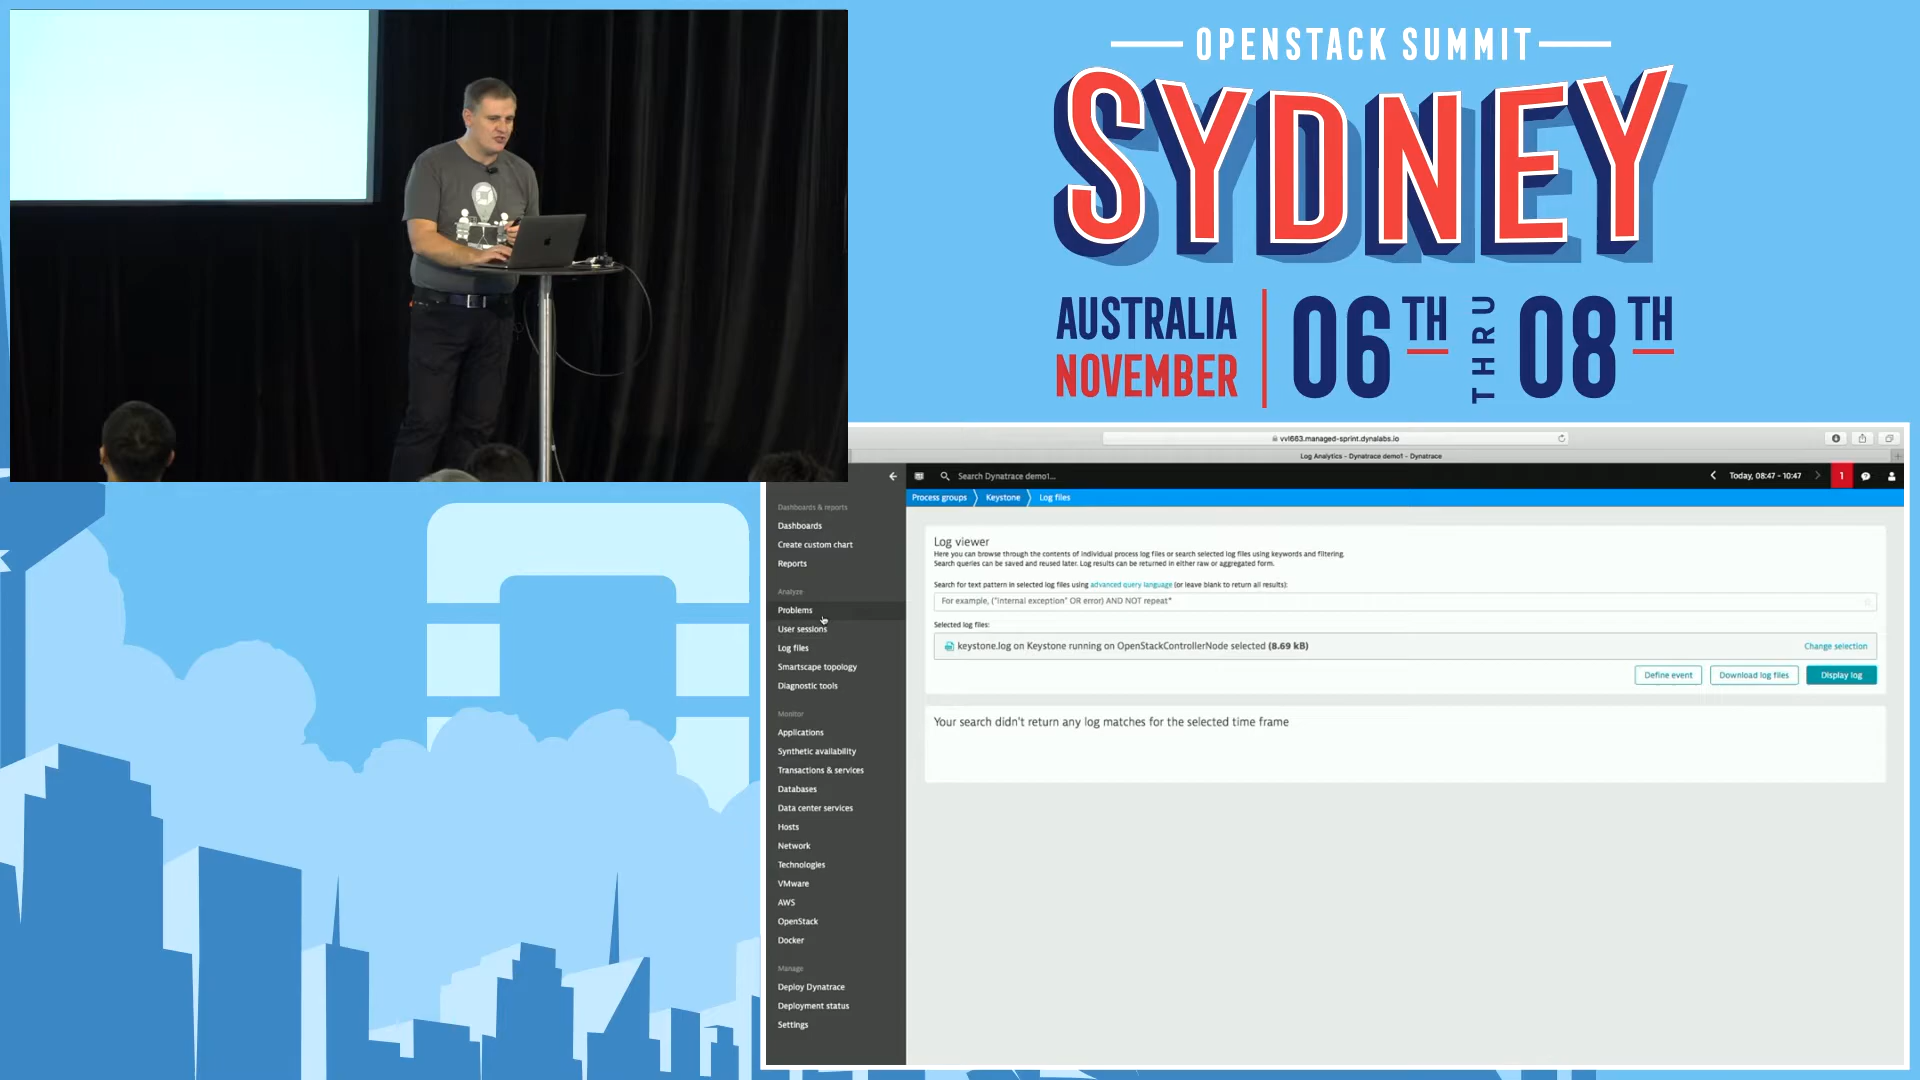 OPENSTACK SUMMIT
SYDNEY
AUSTRALIA
NOVEMBER
06TH THRU 08TH
vvl663.managed-sprint.dynalabs.io
Log Analytics - Dynatrace demo1 - Dynatrace
Search Dynatrace demo1...
Today, 08:47 - 10:47
1
Process groups
Keystone
Log files
Dashboards & reports
Dashboards
Create custom chart
Reports
Analyze
Problems
User sessions
Log files
Smartscape topology
Diagnostic tools
Monitor
Applications
Synthetic availability
Transactions & services
Databases
Data center services
Hosts
Network
Technologies
VMware
AWS
OpenStack
Docker
Manage
Deploy Dynatrace
Deployment status
Settings
Log viewer
Here you can browse through the contents of individual process log files or search selected log files using keywords and filtering.
Search queries can be saved and reused later. Log results can be returned in either raw or aggregated form.
Search for text pattern in selected log files using advanced query language (or leave blank to return all results):
For example, ("internal exception" OR error) AND NOT repeat*
Selected log files:
keystone.log on Keystone running on OpenStackControllerNode selected (8.69 kB)
Change selection
Define event
Download log files
Display log
Your search didn't return any log matches for the selected time frame